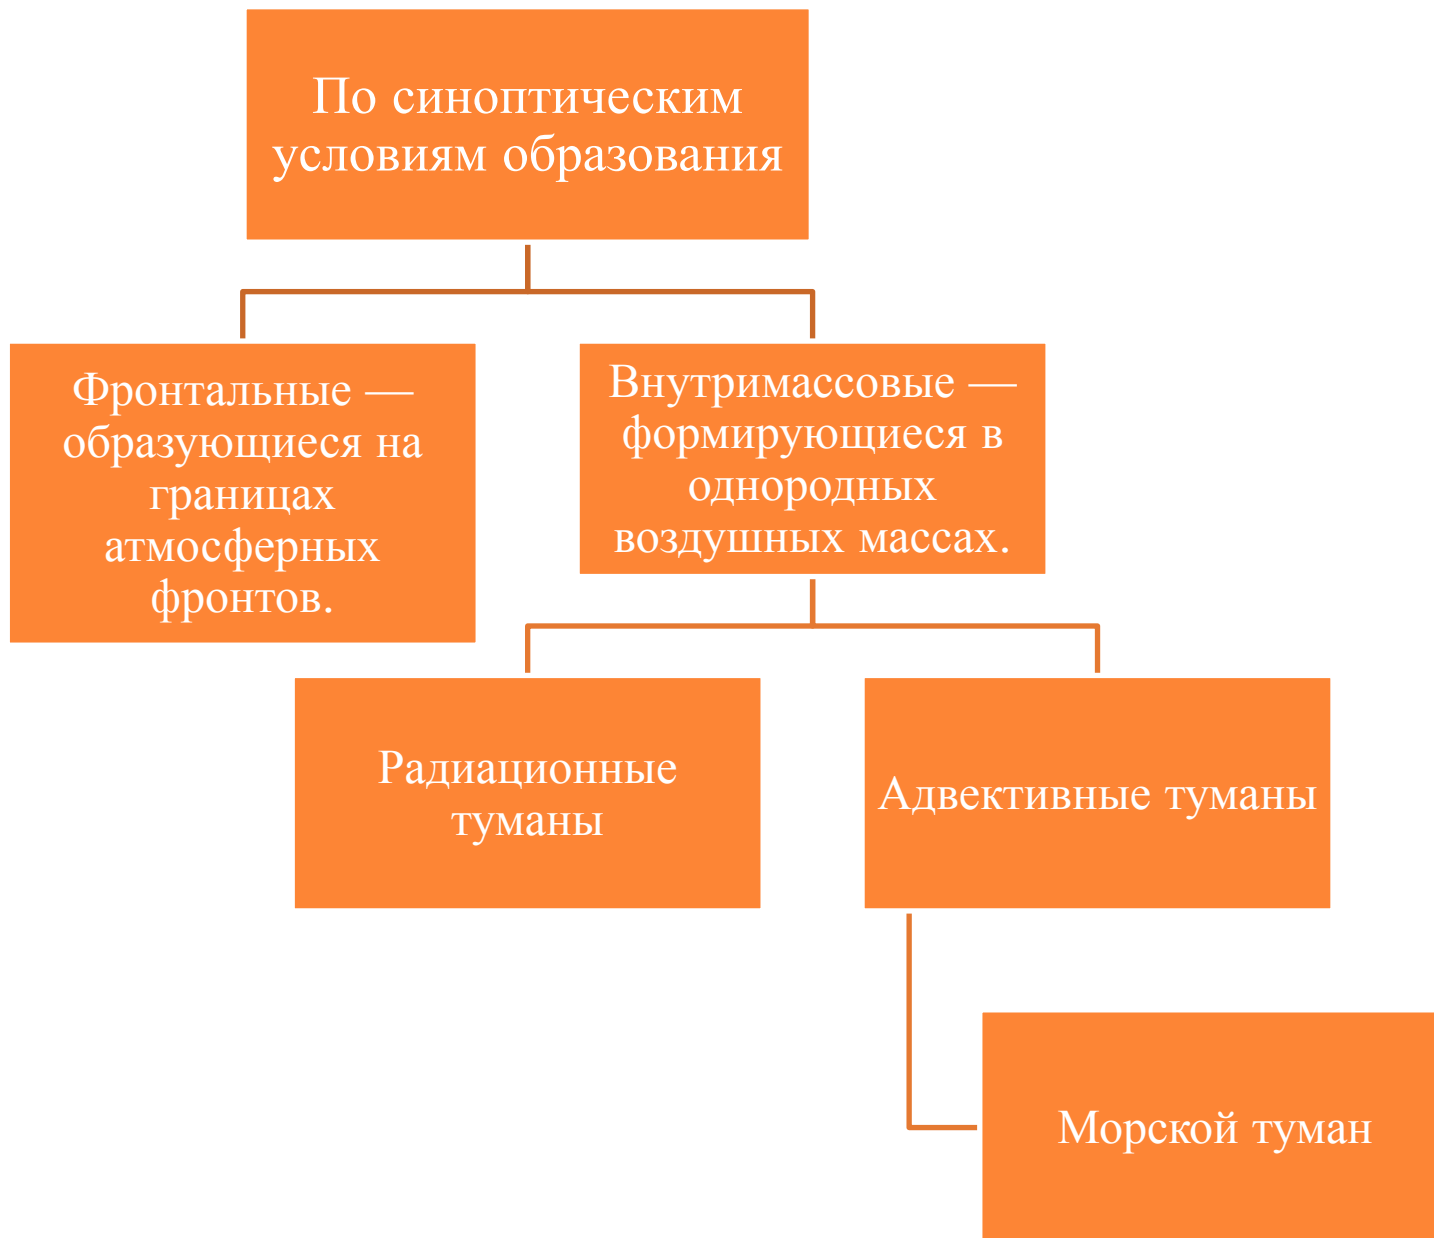 По синоптическим
условиям образования
Фронтальные —
образующиеся на
границах
атмосферных
фронтов.
Внутримассовые —
формирующиеся в
однородных
воздушных массах.
Радиационные
туманы
Адвективные туманы
Морской туман